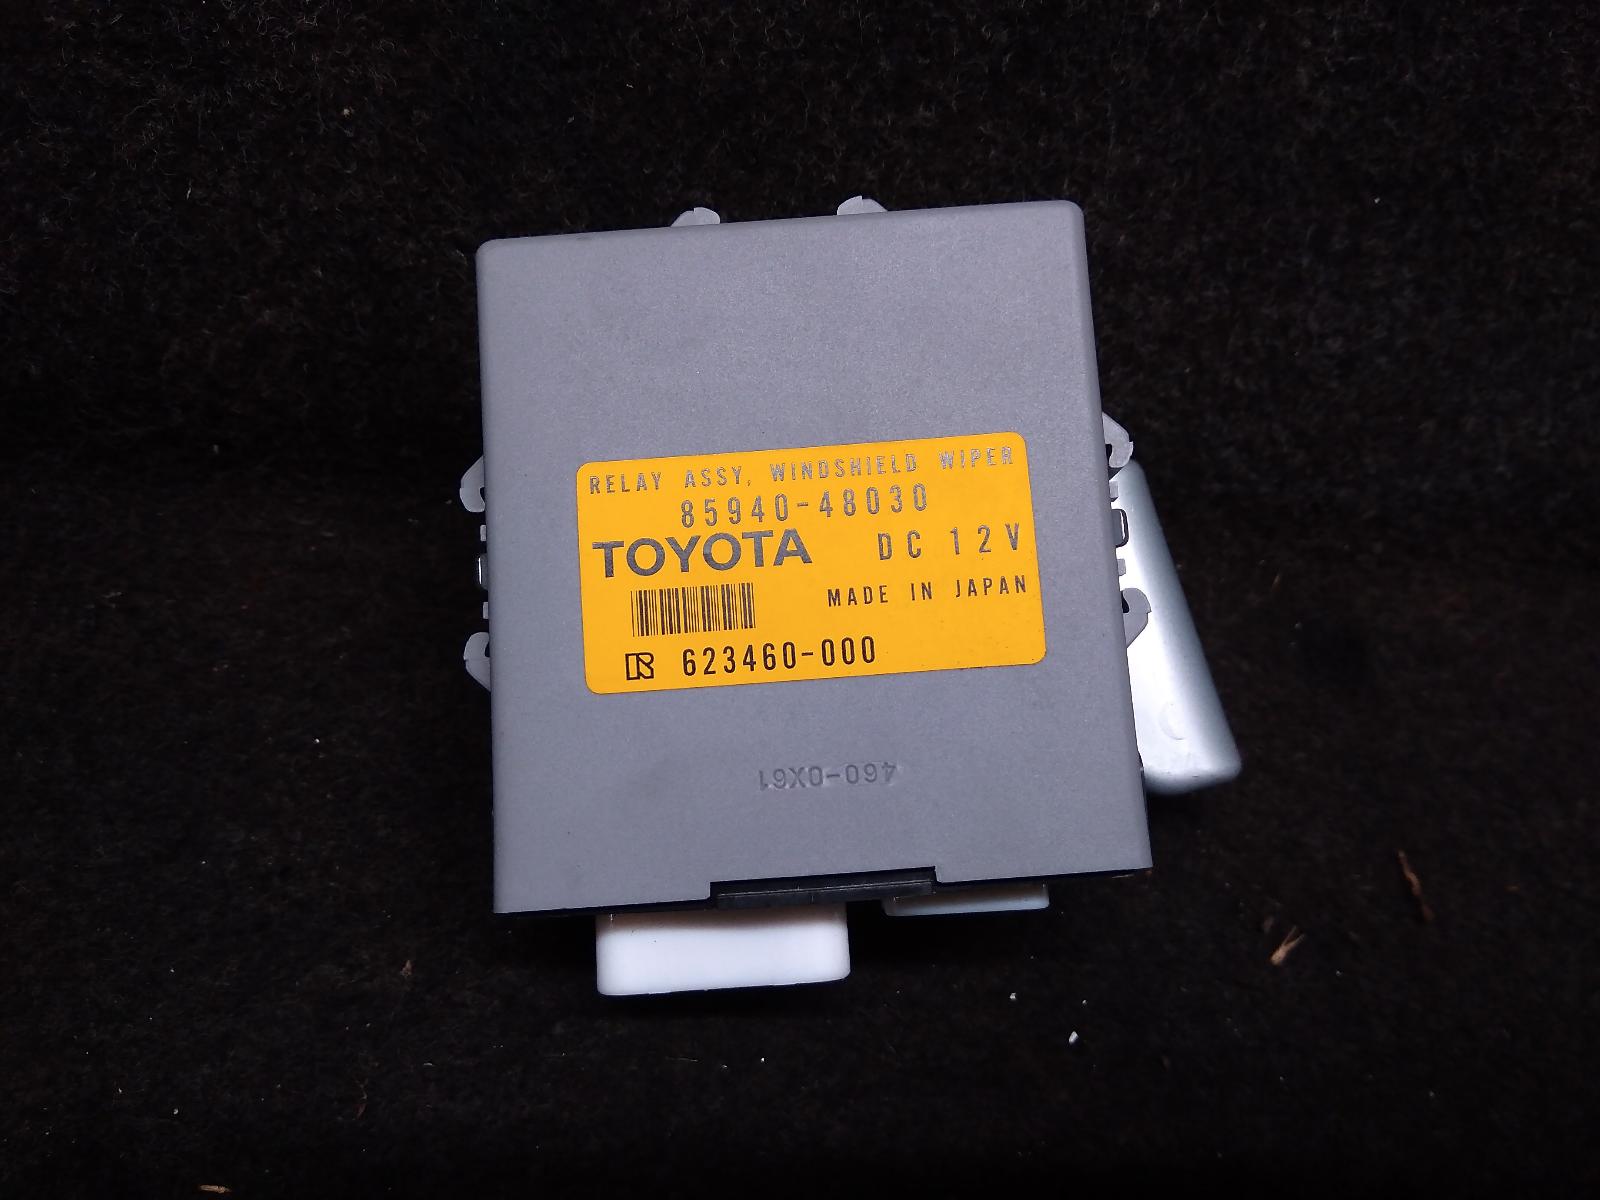 RELAY ASSY, WINDSHIELD WIPER
85940-48030
TOYOTA DC 12V
MADE IN JAPAN
R 623460-000
460-0X61